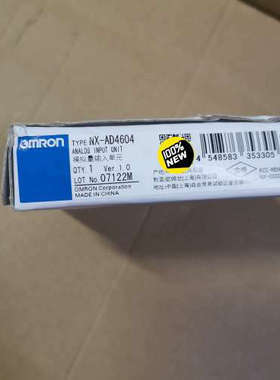 OMRON
TYPE NX-AD4604
ANALOG INPUT UNIT
模拟量输入单元
QTY. 1 Ver.1.0
LOT No. 07122M
OMRON Corporation
MADE IN CHINA
100%
NEW
4 548583 353305